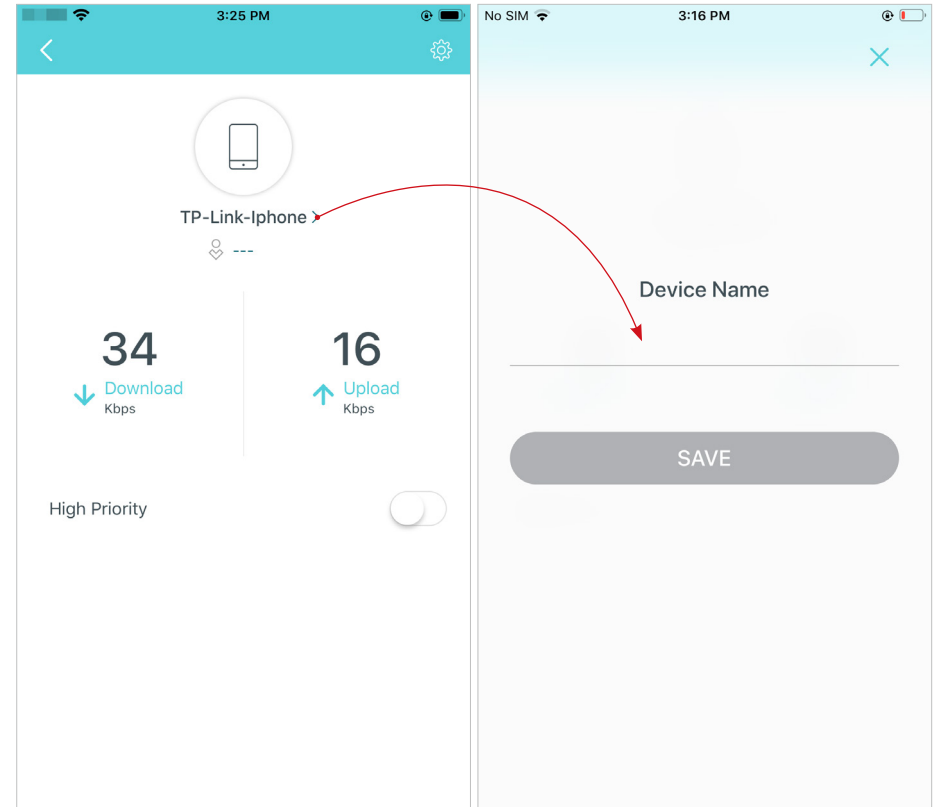 3:25 PM
TP-Link-Iphone
---
34
Download
Kbps
16
Upload
Kbps
High Priority
No SIM 3:16 PM
Device Name
SAVE